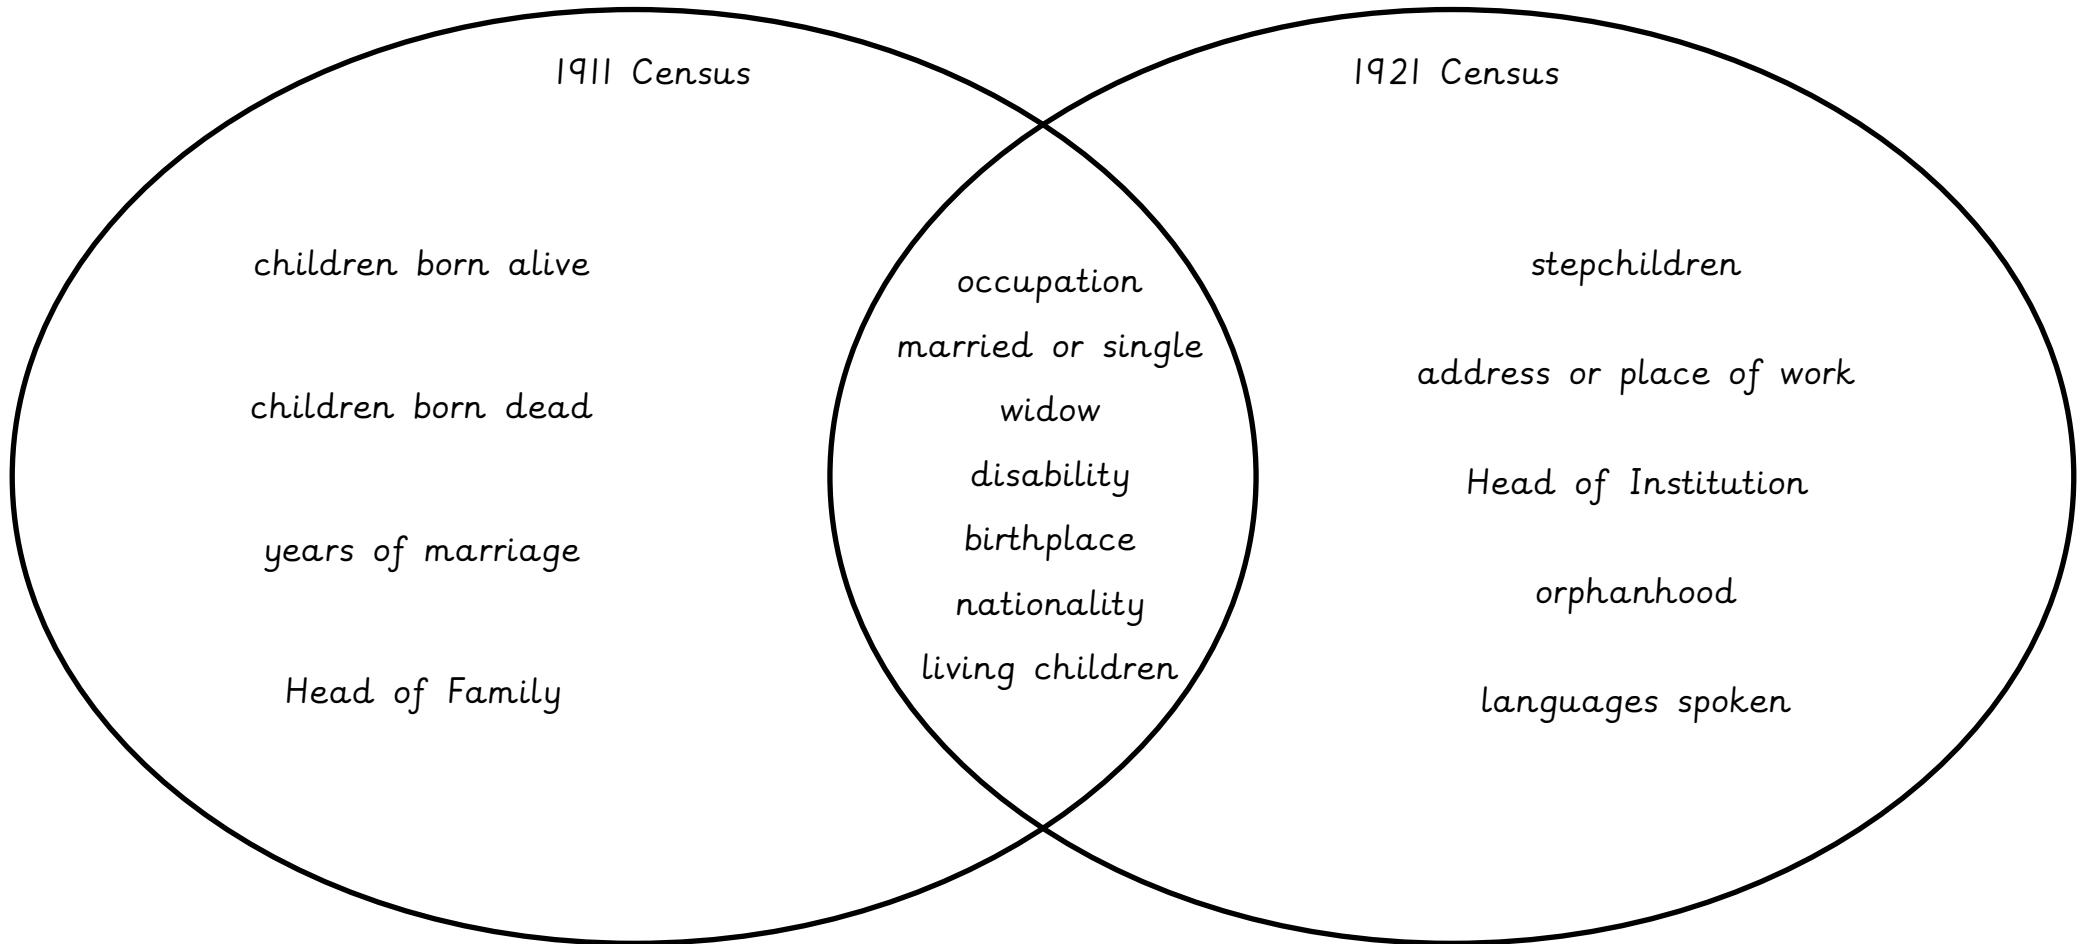 1911 Census
1921 Census
children born alive
children born dead
years of marriage
Head of Family
occupation
married or single
widow
disability
birthplace
nationality
living children
stepchildren
address or place of work
Head of Institution
orphanhood
languages spoken